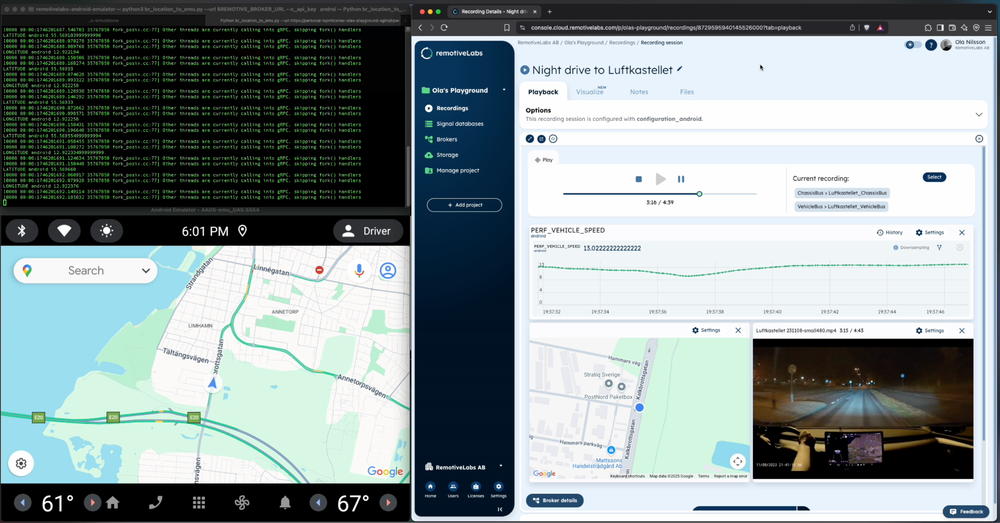 remotivelabs-android-emulator — python3 br_location_to_emu.py --url $REMOTIVE_BROKER_URL --x_api_key androi — Python br_location_to_...
...u-simulations
Python br_location_to_emu.py --url https://personal-
I0000 00:00:1746201687.546703 35767850 fork_posix.cc:77] Other threads are currently calling into gRPC, skipping fork() handlers
LATITUDE android 55.569183999999996
I0000 00:00:1746201688.070270 35767850 fork_posix.cc:77] Other threads are currently calling into gRPC, skipping fork() handlers
I0000 00:00:1746201688.089760 35767850 fork_posix.cc:77] Other threads are currently calling into gRPC, skipping fork() handlers
LONGITUDE android 12.922194
I0000 00:00:1746201688.150506 35767850 fork_posix.cc:77] Other threads are currently calling into gRPC, skipping fork() handlers
I0000 00:00:1746201688.168274 35767850 fork_posix.cc:77] Other threads are currently calling into gRPC, skipping fork() handlers
LATITUDE android 55.56933
I0000 00:00:1746201689.074628 35767850 fork_posix.cc:77] Other threads are currently calling into gRPC, skipping fork() handlers
I0000 00:00:1746201689.093322 35767850 fork_posix.cc:77] Other threads are currently calling into gRPC, skipping fork() handlers
LONGITUDE android 12.922258
I0000 00:00:1746201689.128930 35767850 fork_posix.cc:77] Other threads are currently calling into gRPC, skipping fork() handlers
I0000 00:00:1746201689.146292 35767850 fork_posix.cc:77] Other threads are currently calling into gRPC, skipping fork() handlers
LATITUDE android 55.56933
I0000 00:00:1746201690.072662 35767850 fork_posix.cc:77] Other threads are currently calling into gRPC, skipping fork() handlers
I0000 00:00:1746201690.098571 35767850 fork_posix.cc:77] Other threads are currently calling into gRPC, skipping fork() handlers
LONGITUDE android 12.922258
I0000 00:00:1746201690.158431 35767850 fork_posix.cc:77] Other threads are currently calling into gRPC, skipping fork() handlers
I0000 00:00:1746201690.196640 35767850 fork_posix.cc:77] Other threads are currently calling into gRPC, skipping fork() handlers
LATITUDE android 55.569554999999994
I0000 00:00:1746201691.058455 35767850 fork_posix.cc:77] Other threads are currently calling into gRPC, skipping fork() handlers
I0000 00:00:1746201691.100272 35767850 fork_posix.cc:77] Other threads are currently calling into gRPC, skipping fork() handlers
LONGITUDE android 12.922334999999999
I0000 00:00:1746201691.124634 35767850 fork_posix.cc:77] Other threads are currently calling into gRPC, skipping fork() handlers
I0000 00:00:1746201691.150448 35767850 fork_posix.cc:77] Other threads are currently calling into gRPC, skipping fork() handlers
LATITUDE android 55.569668
I0000 00:00:1746201692.060917 35767850 fork_posix.cc:77] Other threads are currently calling into gRPC, skipping fork() handlers
I0000 00:00:1746201692.079920 35767850 fork_posix.cc:77] Other threads are currently calling into gRPC, skipping fork() handlers
LONGITUDE android 12.922376
I0000 00:00:1746201692.149114 35767850 fork_posix.cc:77] Other threads are currently calling into gRPC, skipping fork() handlers
I0000 00:00:1746201692.185032 35767850 fork_posix.cc:77] Other threads are currently calling into gRPC, skipping fork() handlers
Android Emulator - AAOS-emu_GAS:5554
6:01 PM
Driver
Search
Strandgatan
Linnégatan
ANNETORP
LIMHAMN
Tältängsvägen
orottsgatan
Annetorpsvägen
E20
E20
E20
nsvägen
Google
61°
67°
Recording Details - Night dri
console.cloud.remotivelabs.com/p/olas-playground/recordings/8729595940145526000?tab=playback
remotiveLabs
Ola's Playground
Recordings
Signal databases
Brokers
Storage
Manage project
+ Add project
RemotiveLabs AB
Home
Users
Licenses
Settings
RemotiveLabs AB / Ola's Playground / Recordings / Recording session
?
Ola Nilsson
RemotiveLabs AB
Night drive to Luftkastellet
Playback
Visualize
NEW
Notes
Files
Options
This recording session is configured with configuration_android.
Play
3:16 / 4:39
Current recording:
Select
ChassisBus > Luftkastellet_ChassisBus
VehicleBus > Luftkastellet_VehicleBus
PERF_VEHICLE_SPEED
android
History
Settings
PERF_VEHICLE_SPEED
android
13.02222222222222
Downsampling
12
8
4
0
19:37:32
19:37:34
19:37:36
19:37:38
19:37:40
19:37:42
19:37:44
19:37:46
Settings
Hammars väg
Kalkbrottsgatan
Stratiq Sverige
PostNord Paketbox
ig
Hammars parkväg
Kalkbrottsgatan
Mattssons
Handelsträdgård Ab
Google
Keyboard shortcuts
Map data ©2025 Google
Terms
Report a map error
Luftkastellet 231108-small480.mp4 3:15 / 4:43
Settings
11/08/2023 21:41:15
Broker details
Feedback